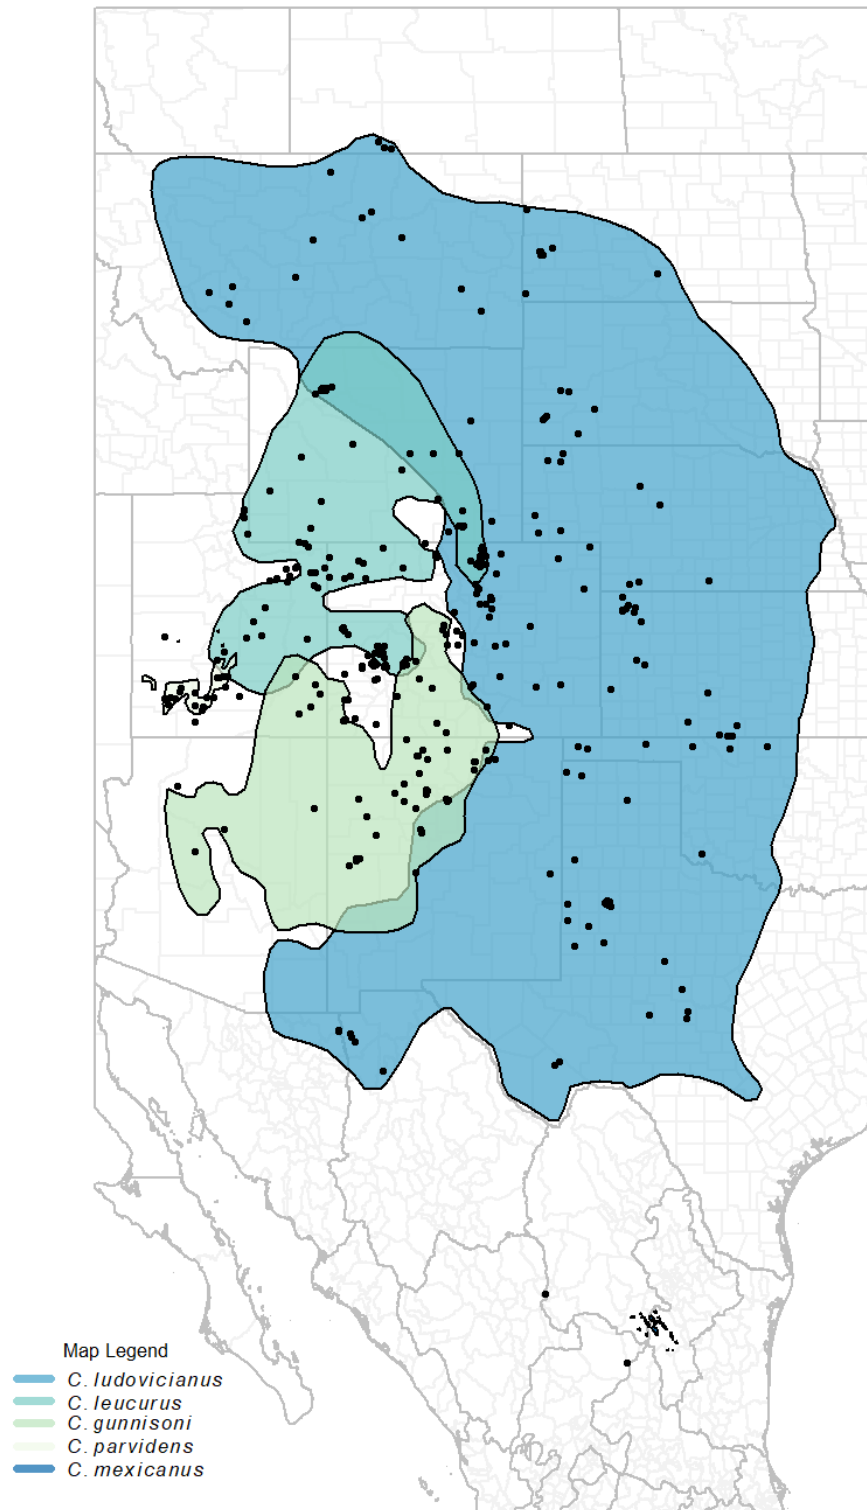 Map Legend
C. ludovicianus
C. leucurus
C. gunnisoni
C. parvidens
C. mexicanus